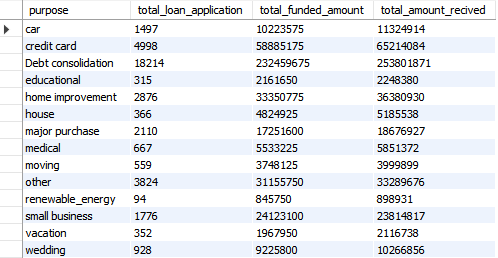 purpose total_loan_application total_funded_amount total_amount_recived
car 1497 10223575 11324914
credit card 4998 58885175 65214084
Debt consolidation 18214 232459675 253801871
educational 315 2161650 2248380
home improvement 2876 33350775 36380930
house 366 4824925 5185538
major purchase 2110 17251600 18676927
medical 667 5533225 5851372
moving 559 3748125 3999899
other 3824 31155750 33289676
renewable_energy 94 845750 898931
small business 1776 24123100 23814817
vacation 352 1967950 2116738
wedding 928 9225800 10266856